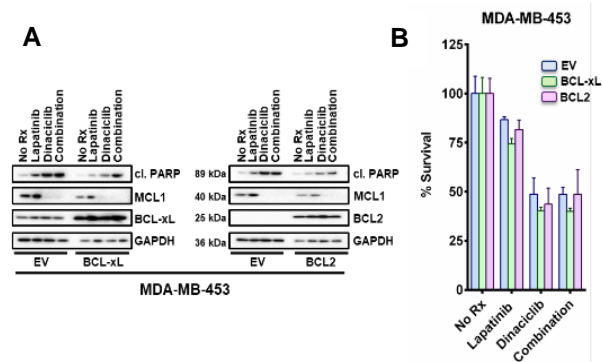 A
B
MDA-MB-453
No Rx
Lapatinib
Dinaciclib
Combination
No Rx
Lapatinib
Dinaciclib
Combination
cl. PARP
MCL1
BCL-xL
GAPDH
EV
BCL-xL
No Rx
Lapatinib
Dinaciclib
Combination
No Rx
Lapatinib
Dinaciclib
Combination
89 kDa
cl. PARP
40 kDa
MCL1
25 kDa
BCL2
36 kDa
GAPDH
EV
BCL2
MDA-MB-453
% Survival
125
100
75
50
25
0
EV
BCL-xL
BCL2
No Rx
Lapatinib
Dinaciclib
Combination